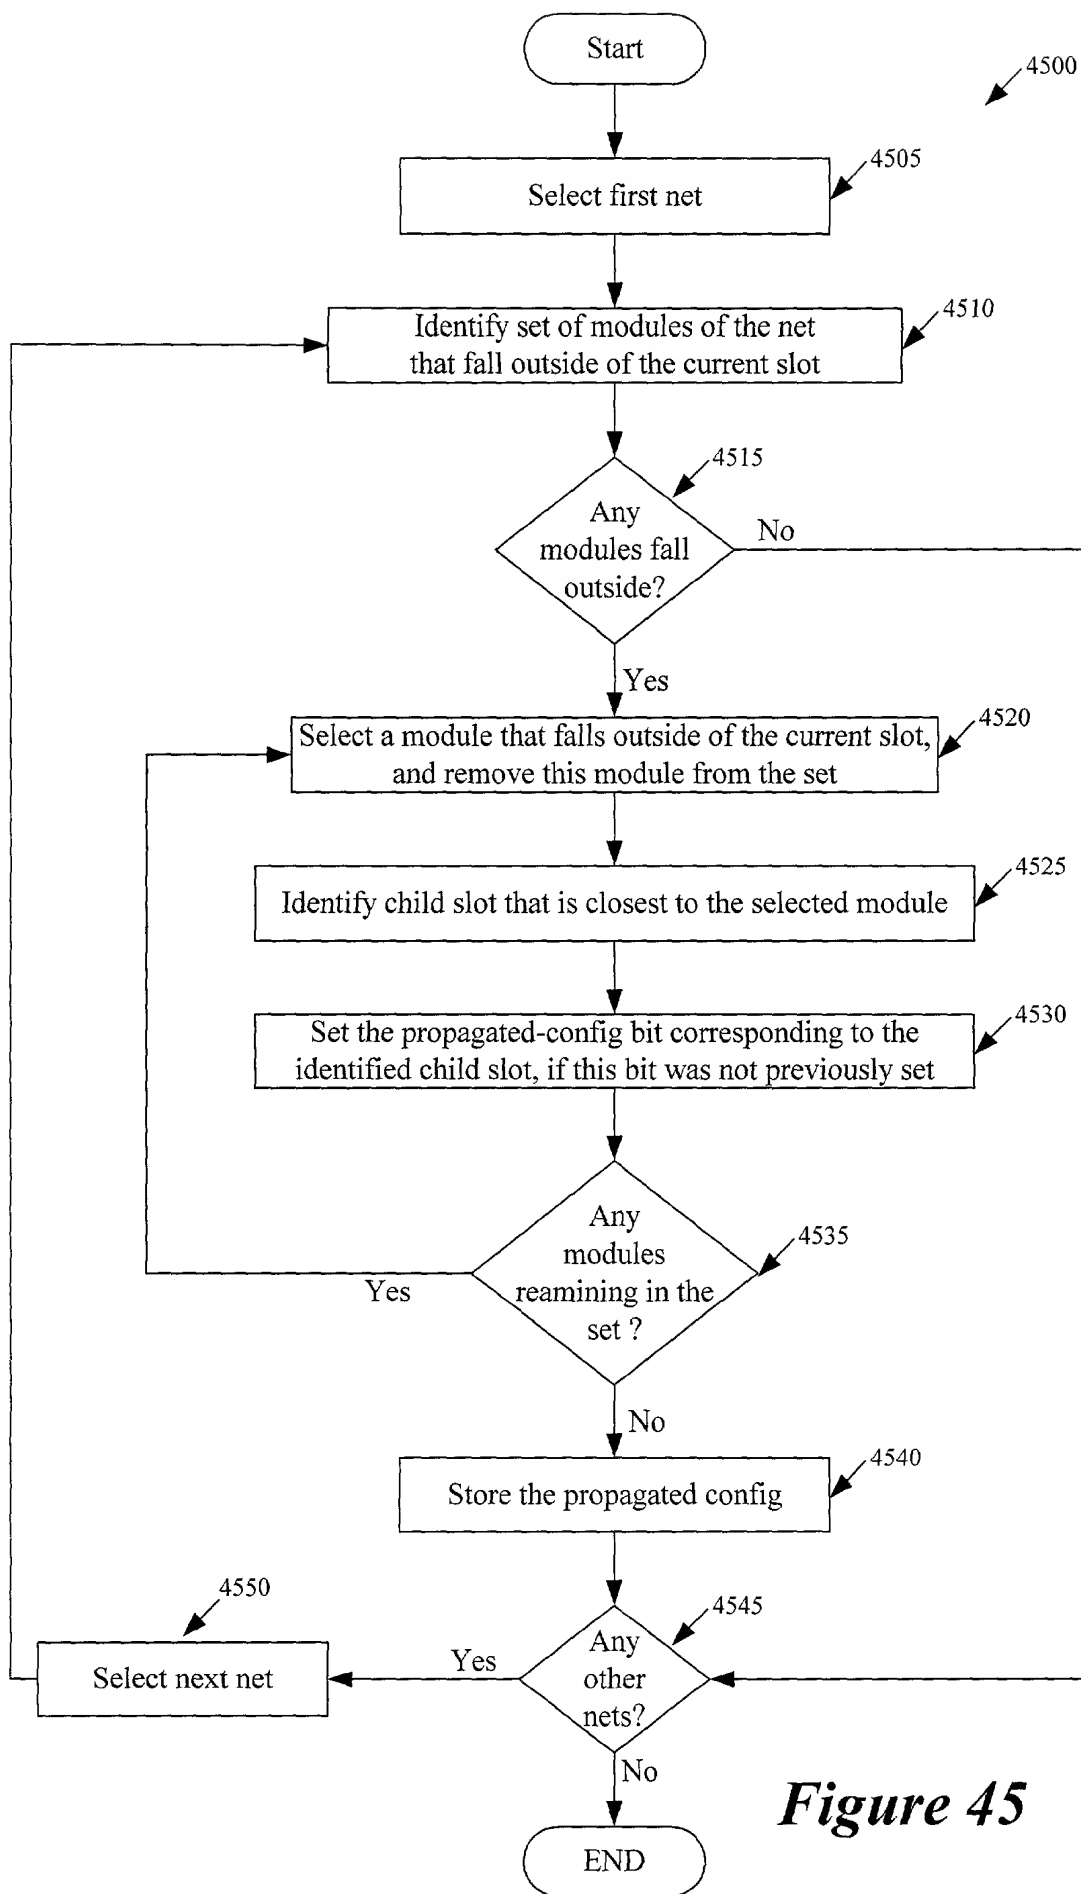 Start
4500
4505
Select first net
4510
Identify set of modules of the net
that fall outside of the current slot
4515
Any
modules fall
outside?
No
Yes
4520
Select a module that falls outside of the current slot,
and remove this module from the set
4525
Identify child slot that is closest to the selected module
4530
Set the propagated-config bit corresponding to the
identified child slot, if this bit was not previously set
Any
modules
reamining in the
set ?
4535
Yes
No
4540
Store the propagated config
4550
4545
Any
other
nets?
Yes
Select next net
No
END
Figure 45